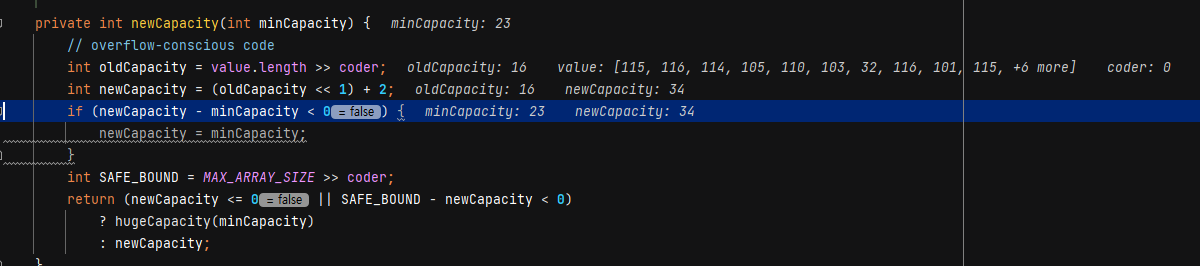 private int newCapacity(int minCapacity) {   minCapacity: 23
// overflow-conscious code
int oldCapacity = value.length >> coder;   oldCapacity: 16    value: [115, 116, 114, 105, 110, 103, 32, 116, 101, 115, +6 more]    coder: 0
int newCapacity = (oldCapacity << 1) + 2;   oldCapacity: 16    newCapacity: 34
if (newCapacity - minCapacity < 0 = false ) {   minCapacity: 23    newCapacity: 34
newCapacity = minCapacity;
}
int SAFE_BOUND = MAX_ARRAY_SIZE >> coder;
return (newCapacity <= 0 = false || SAFE_BOUND - newCapacity < 0)
? hugeCapacity(minCapacity)
: newCapacity;
}